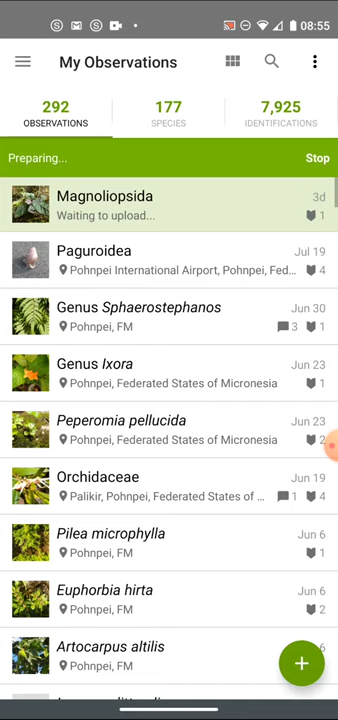 08:55
My Observations
292 177 7,925
OBSERVATIONS SPECIES IDENTIFICATIONS
Preparing... Stop
Magnoliopsida 3d
Waiting to upload... 1
Paguroidea Jul 19
Pohnpei International Airport, Pohnpei, Fed... 4
Genus Sphaerostephanos Jun 30
Pohnpei, FM 3 1
Genus Ixora Jun 23
Pohnpei, Federated States of Micronesia 1
Peperomia pellucida Jun 23
Pohnpei, Federated States of Micronesia 2
Orchidaceae Jun 19
Palikir, Pohnpei, Federated States of ... 1 4
Pilea microphylla Jun 6
Pohnpei, FM 1
Euphorbia hirta Jun 6
Pohnpei, FM 2
Artocarpus altilis 6
Pohnpei, FM